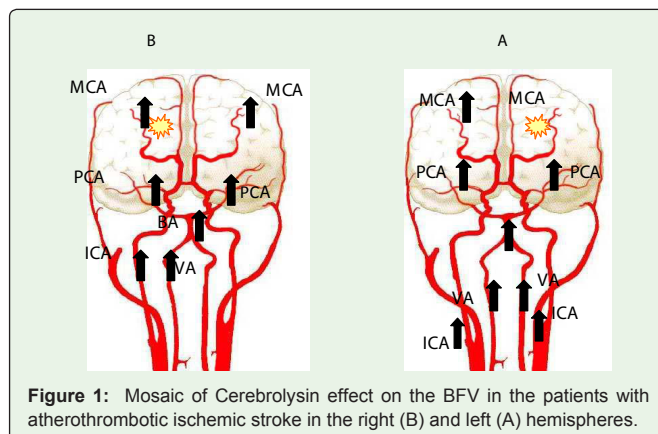 B
A
MCA
MCA
MCA
MCA
PCA
PCA
PCA
PCA
BA
ICA
VA
VA
VA
ICA
ICA
Figure 1: Mosaic of Cerebrolysin effect on the BFV in the patients with
atherothrombotic ischemic stroke in the right (B) and left (A) hemispheres.